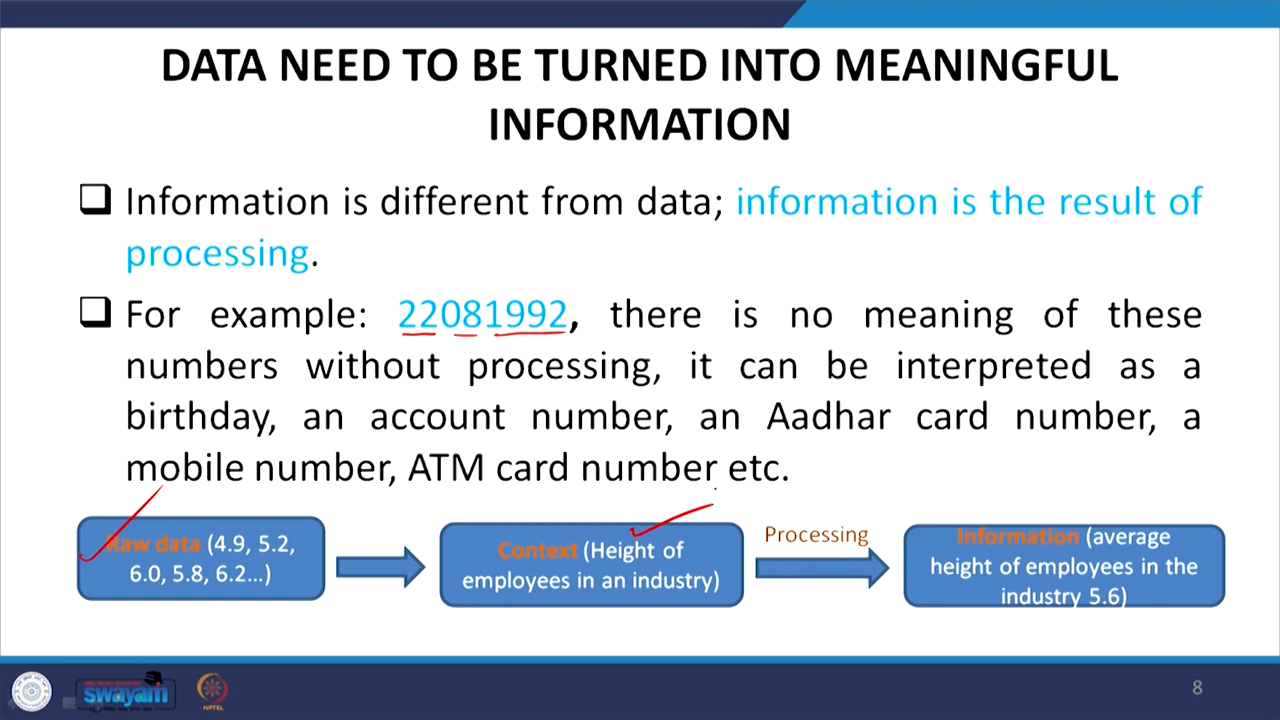 DATA NEED TO BE TURNED INTO MEANINGFUL
INFORMATION
Information is different from data; information is the result of
processing.
For example: 22081992, there is no meaning of these
numbers without processing, it can be interpreted as a
birthday, an account number, an Aadhar card number, a
mobile number, ATM card number etc.
Raw data (4.9, 5.2,
6.0, 5.8, 6.2...)
Context (Height of
employees in an industry)
Processing
Information (average
height of employees in the
industry 5.6)
swayam
NPTEL
8